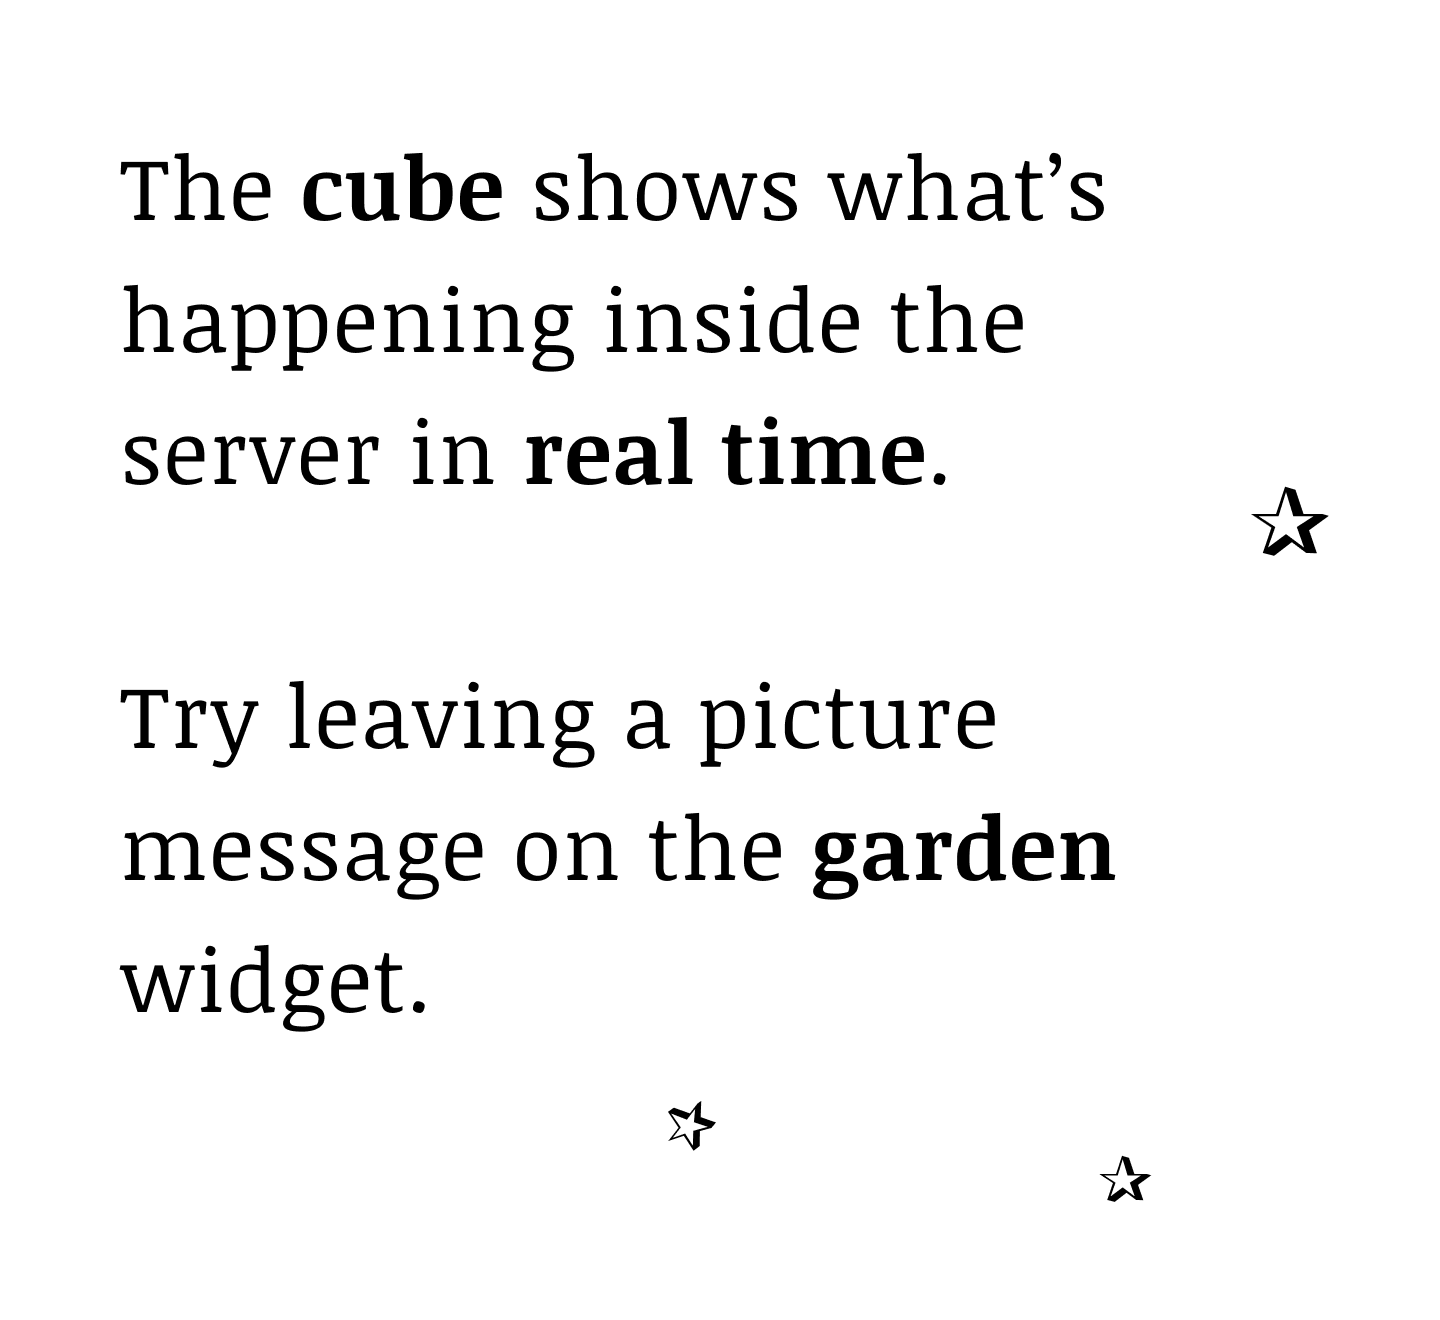 The cube shows what’s
happening inside the
server in real time.
Try leaving a picture
message on the garden
widget.